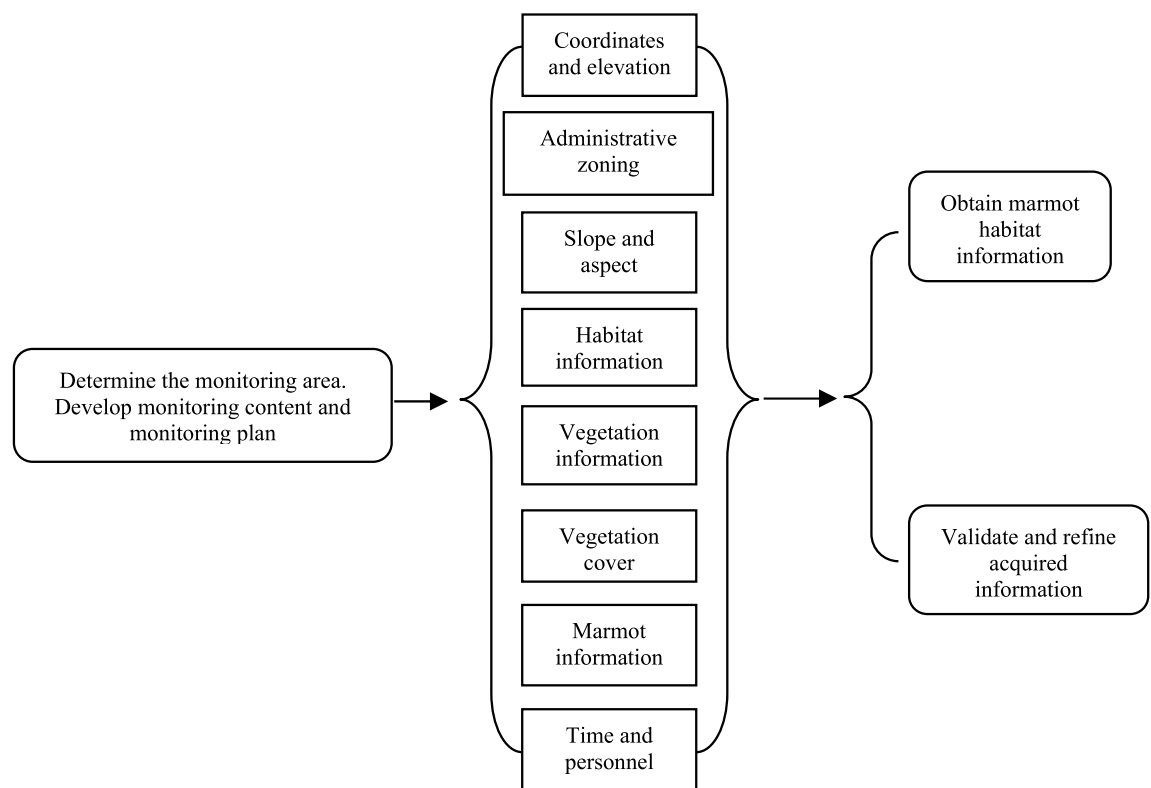 Determine the monitoring area.
Develop monitoring content and
monitoring plan
Coordinates
and elevation
Administrative
zoning
Slope and
aspect
Habitat
information
Vegetation
information
Vegetation
cover
Marmot
information
Time and
personnel
Obtain marmot
habitat
information
Validate and refine
acquired
information